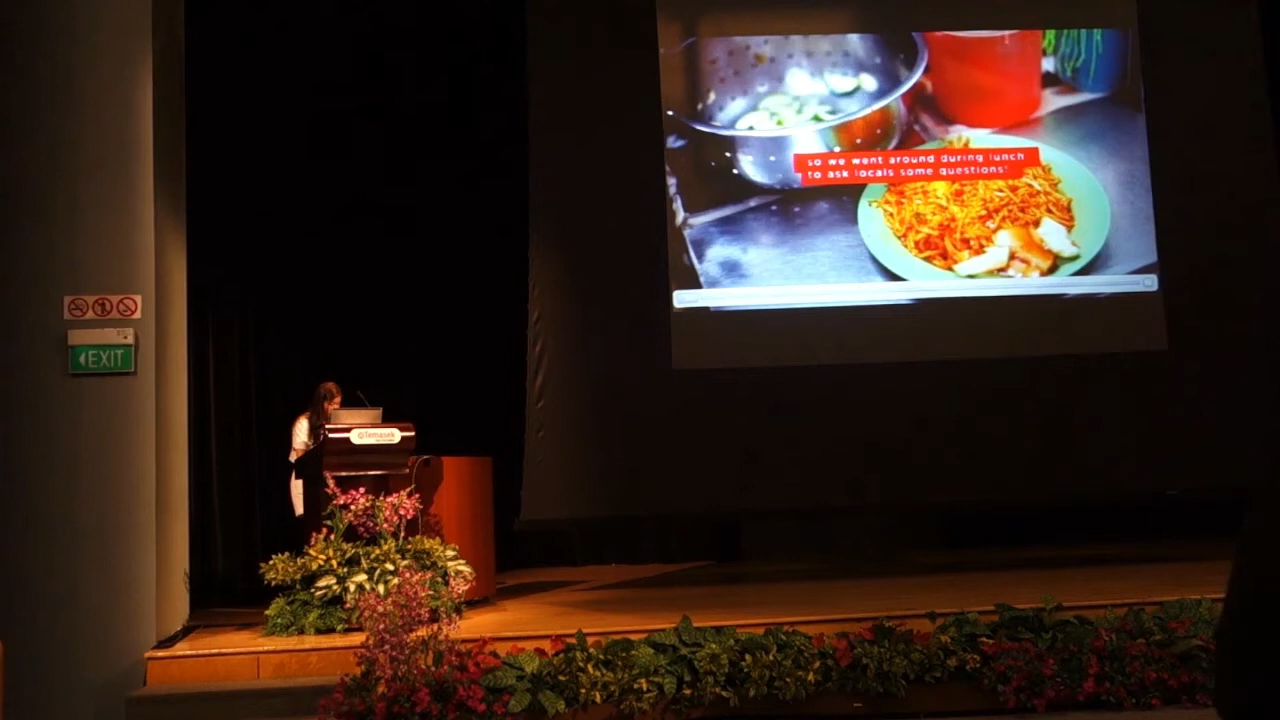 so we went around during lunch
to ask locals some questions:
EXIT
Temasek